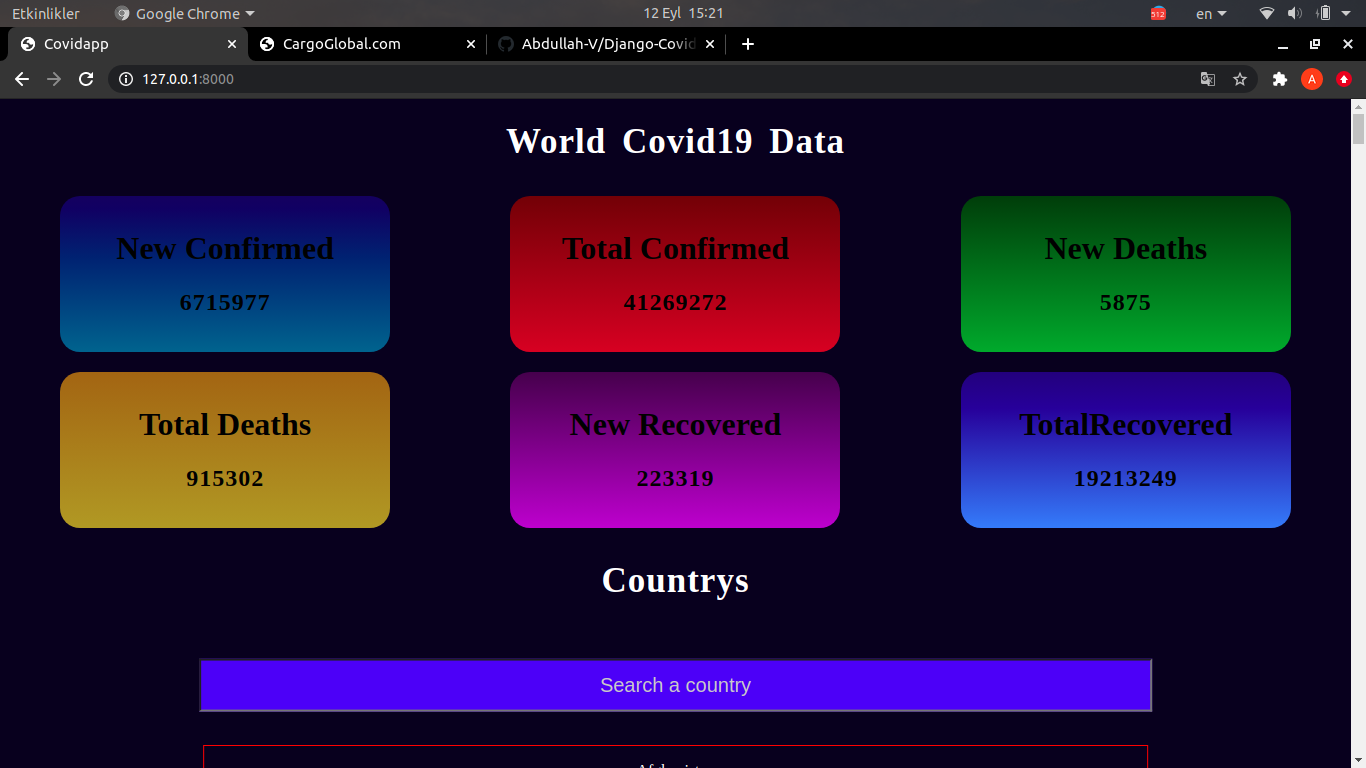 Etkinlikler Google Chrome 12 Eyl 15:21 512 en
Covidapp CargoGlobal.com Abdullah-V/Django-Covid
127.0.0.1:8000 A
World Covid19 Data
New Confirmed Total Confirmed New Deaths
6715977 41269272 5875
Total Deaths New Recovered TotalRecovered
915302 223319 19213249
Countrys
Search a country